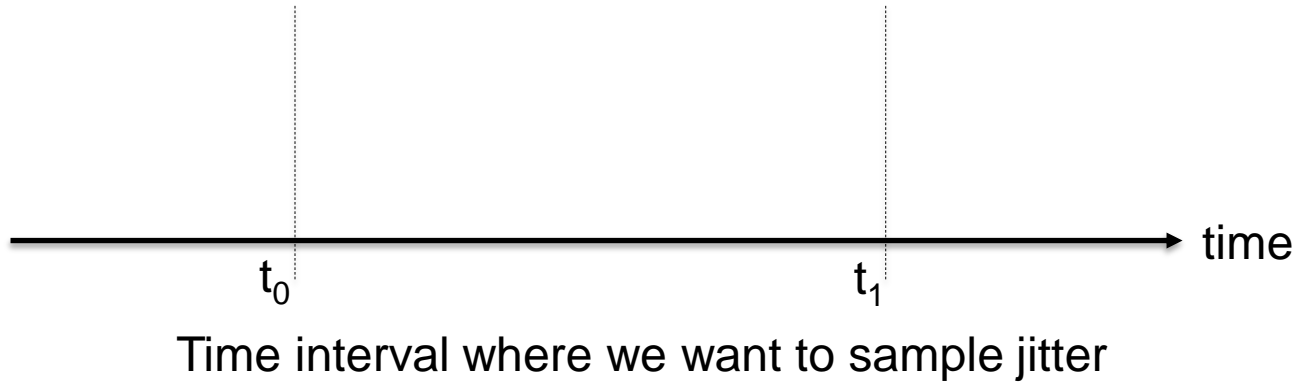 time
t₀ t₁
Time interval where we want to sample jitter